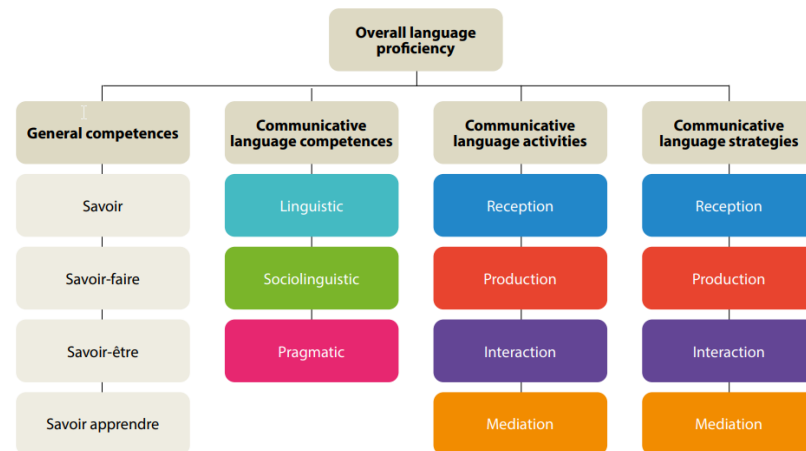 Overall language
proficiency
General competences
Communicative
language competences
Communicative
language activities
Communicative
language strategies
Savoir
Linguistic
Reception
Reception
Savoir-faire
Sociolinguistic
Production
Production
Savoir-être
Pragmatic
Interaction
Interaction
Savoir apprendre
Mediation
Mediation